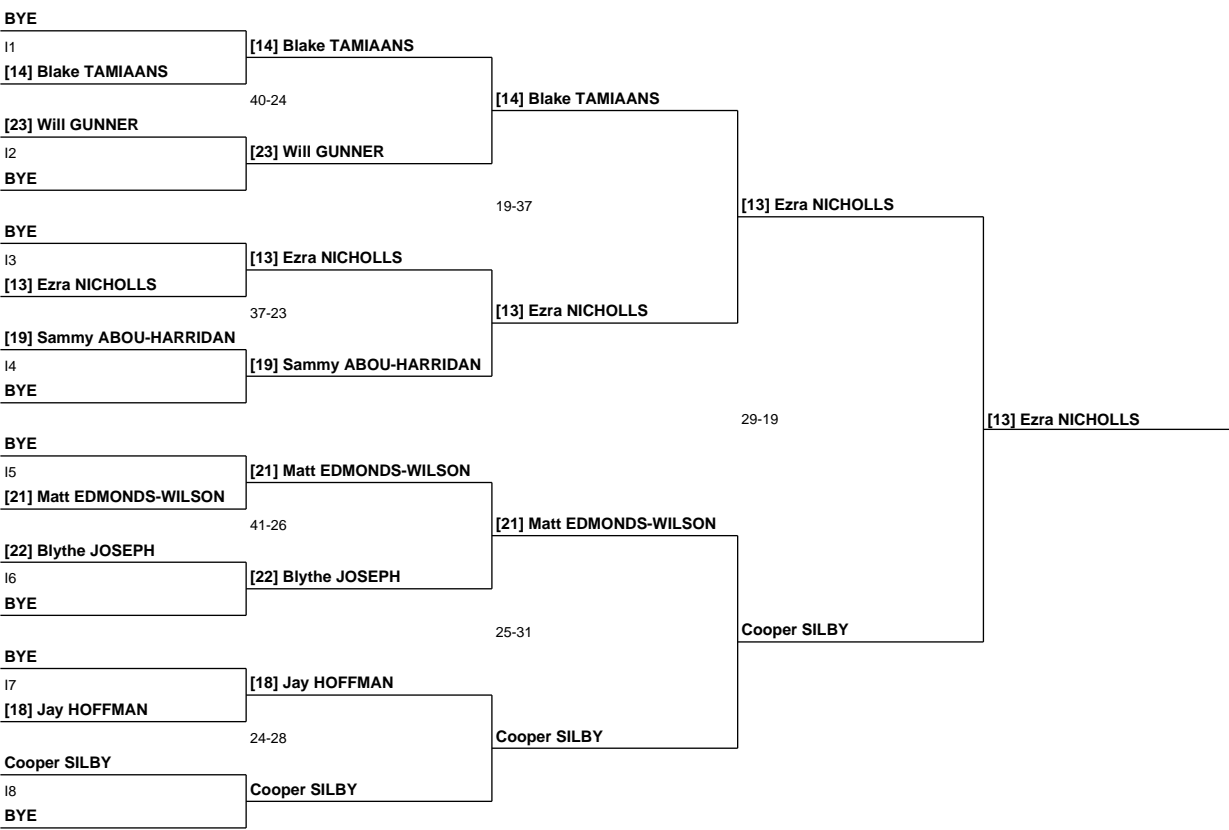 BYE
I1
[14] Blake TAMIAANS
[23] Will GUNNER
I2
BYE
BYE
I3
[13] Ezra NICHOLLS
[19] Sammy ABOU-HARRIDAN
I4
BYE
BYE
I5
[21] Matt EDMONDS-WILSON
[22] Blythe JOSEPH
I6
BYE
BYE
I7
[18] Jay HOFFMAN
Cooper SILBY
I8
BYE
[14] Blake TAMIAANS
40-24
[23] Will GUNNER
[13] Ezra NICHOLLS
37-23
[19] Sammy ABOU-HARRIDAN
[21] Matt EDMONDS-WILSON
41-26
[22] Blythe JOSEPH
[18] Jay HOFFMAN
24-28
Cooper SILBY
[14] Blake TAMIAANS
19-37
[13] Ezra NICHOLLS
[21] Matt EDMONDS-WILSON
25-31
Cooper SILBY
[13] Ezra NICHOLLS
29-19
Cooper SILBY
[13] Ezra NICHOLLS